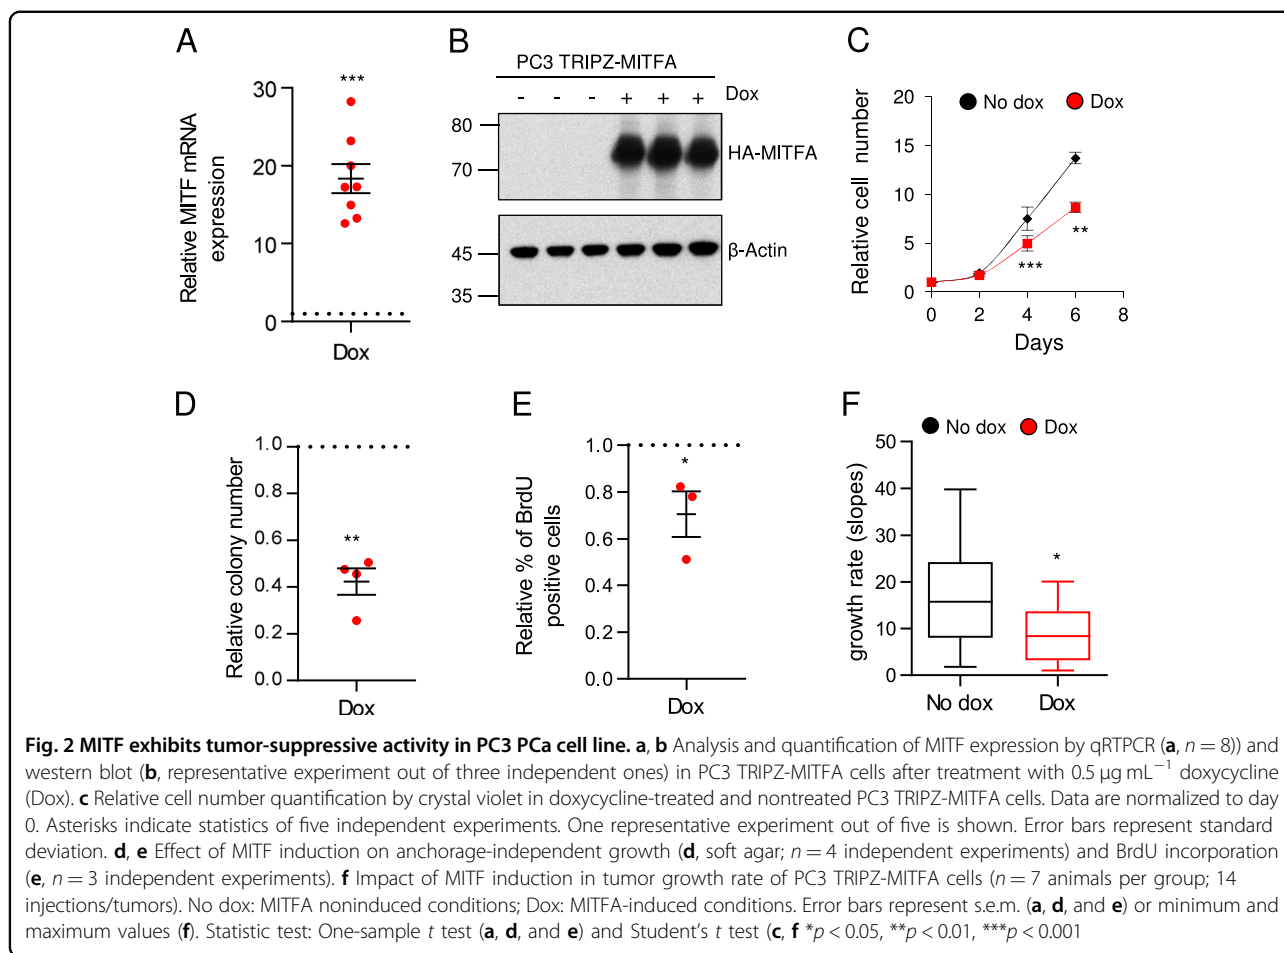 A
Relative MITF mRNA
expression
30
20
10
0
***
Dox
B
PC3 TRIPZ-MITFA
- - - + + + Dox
80
70
HA-MITFA
45
35
β-Actin
C
No dox Dox
Relative cell number
20
15
10
5
0
***
**
0 2 4 6 8
Days
D
Relative colony number
1.0
0.8
0.6
0.4
0.2
0.0
**
Dox
E
Relative % of BrdU
positive cells
1.0
0.8
0.6
0.4
0.2
0.0
*
Dox
F
No dox Dox
growth rate (slopes)
50
40
30
20
10
0
*
No dox Dox
Fig. 2 MITF exhibits tumor-suppressive activity in PC3 PCa cell line. a, b Analysis and quantification of MITF expression by qRTPCR (a, n = 8)) and
western blot (b, representative experiment out of three independent ones) in PC3 TRIPZ-MITFA cells after treatment with 0.5 µg mL−1 doxycycline
(Dox). c Relative cell number quantification by crystal violet in doxycycline-treated and nontreated PC3 TRIPZ-MITFA cells. Data are normalized to day
0. Asterisks indicate statistics of five independent experiments. One representative experiment out of five is shown. Error bars represent standard
deviation. d, e Effect of MITF induction on anchorage-independent growth (d, soft agar; n = 4 independent experiments) and BrdU incorporation
(e, n = 3 independent experiments). f Impact of MITF induction in tumor growth rate of PC3 TRIPZ-MITFA cells (n = 7 animals per group; 14
injections/tumors). No dox: MITFA noninduced conditions; Dox: MITFA-induced conditions. Error bars represent s.e.m. (a, d, and e) or minimum and
maximum values (f). Statistic test: One-sample t test (a, d, and e) and Student's t test (c, f *p < 0.05, **p < 0.01, ***p < 0.001